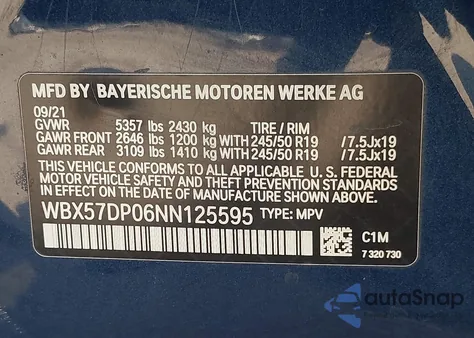 MFD BY BAYERISCHE MOTOREN WERKE AG
09/21
GVWR 5357 lbs 2430 kg TIRE / RIM
GAWR FRONT 2646 lbs 1200 kg WITH 245/50 R19 / 7.5Jx19
GAWR REAR 3109 lbs 1410 kg WITH 245/50 R19 / 7.5Jx19
THIS VEHICLE CONFORMS TO ALL APPLICABLE U.S. FEDERAL
MOTOR VEHICLE SAFETY STANDARDS IN EFFECT ON THE
DATE OF MANUFACTURE SHOWN ABOVE.
WBX57DP06NN125595 TYPE: MPV
C1M
7 320 730
autoSnap